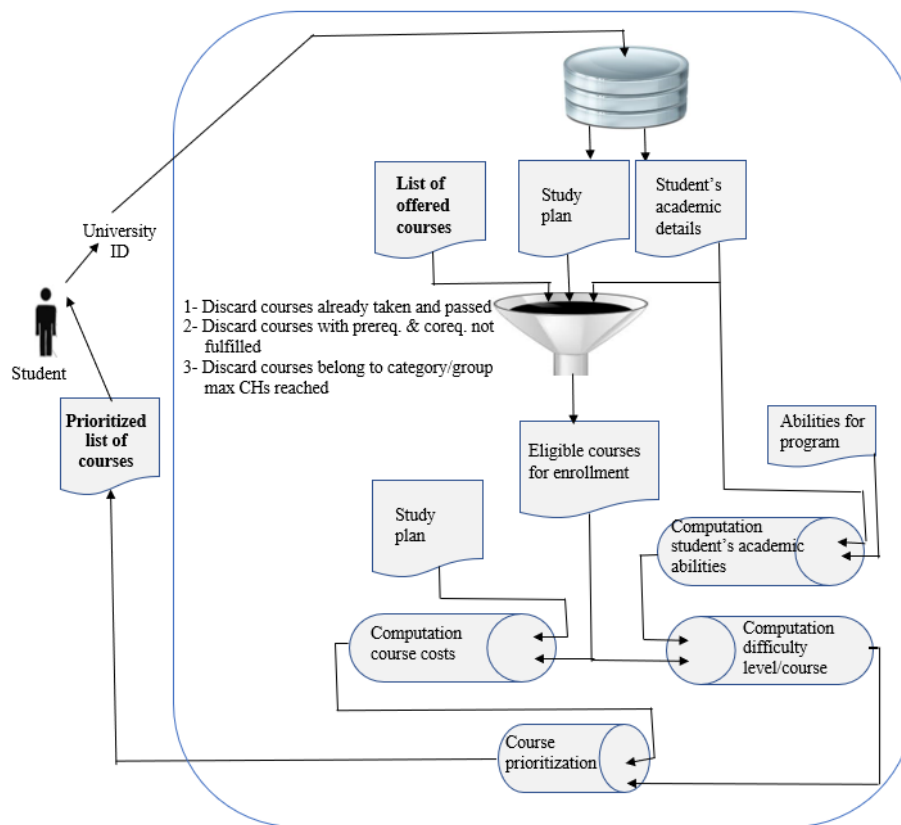 List of
offered
courses
Study
plan
Student's
academic
details
University
ID
1- Discard courses already taken and passed
2- Discard courses with prereq. & coreq. not
fulfilled
3- Discard courses belong to category/group
max CHs reached
Student
Prioritized
list of
courses
Eligible courses
for enrollment
Abilities for
program
Study
plan
Computation
student's academic
abilities
Computation
course costs
Computation
difficulty
level/course
Course
prioritization